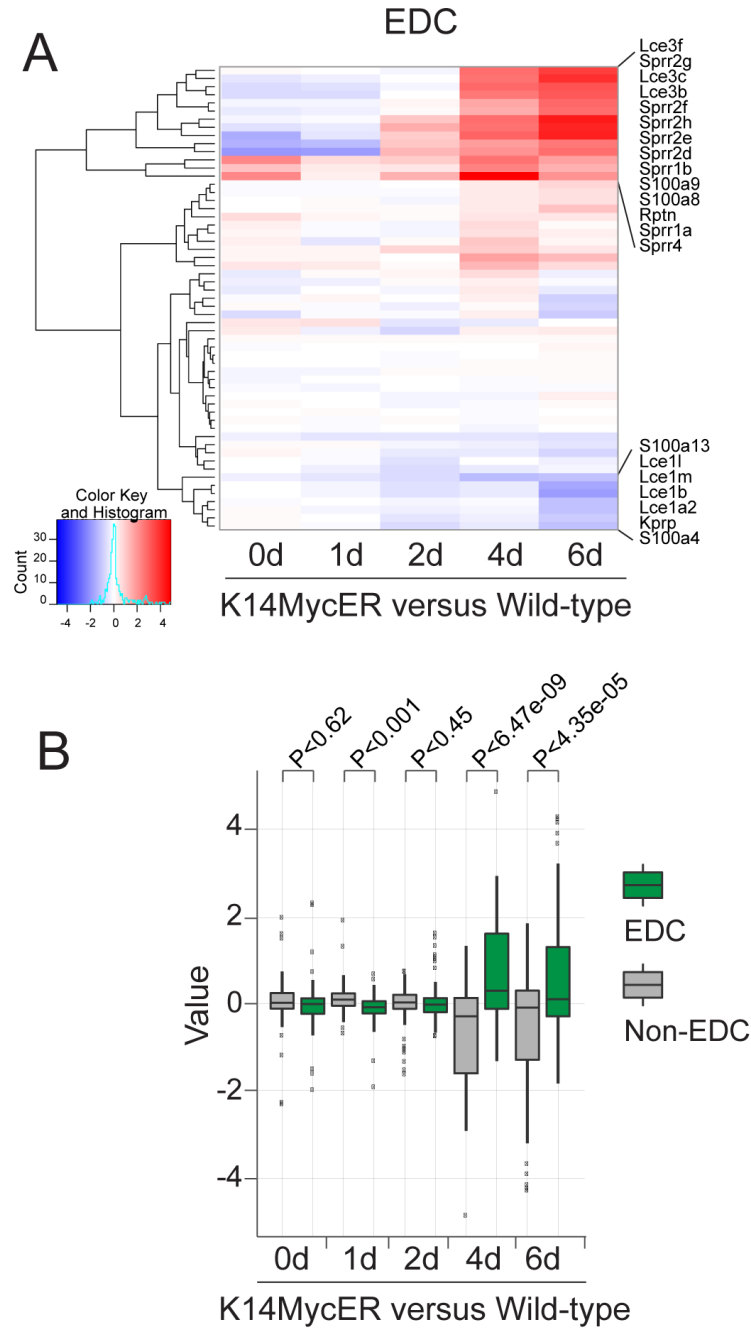 A
EDC
Lce3f
Sprr2g
Lce3c
Lce3b
Sprr2f
Sprr2h
Sprr2e
Sprr2d
Sprr1b
S100a9
S100a8
Rptn
Sprr1a
Sprr4
S100a13
Lce1l
Lce1m
Lce1b
Lce1a2
Kprp
S100a4
Color Key
and Histogram
Count
30
20
10
0
-4 -2 0 2 4
0d 1d 2d 4d 6d
K14MycER versus Wild-type
B
P<0.62
P<0.001
P<0.45
P<6.47e-09
P<4.35e-05
Value
4
2
0
-2
-4
EDC
Non-EDC
0d 1d 2d 4d 6d
K14MycER versus Wild-type